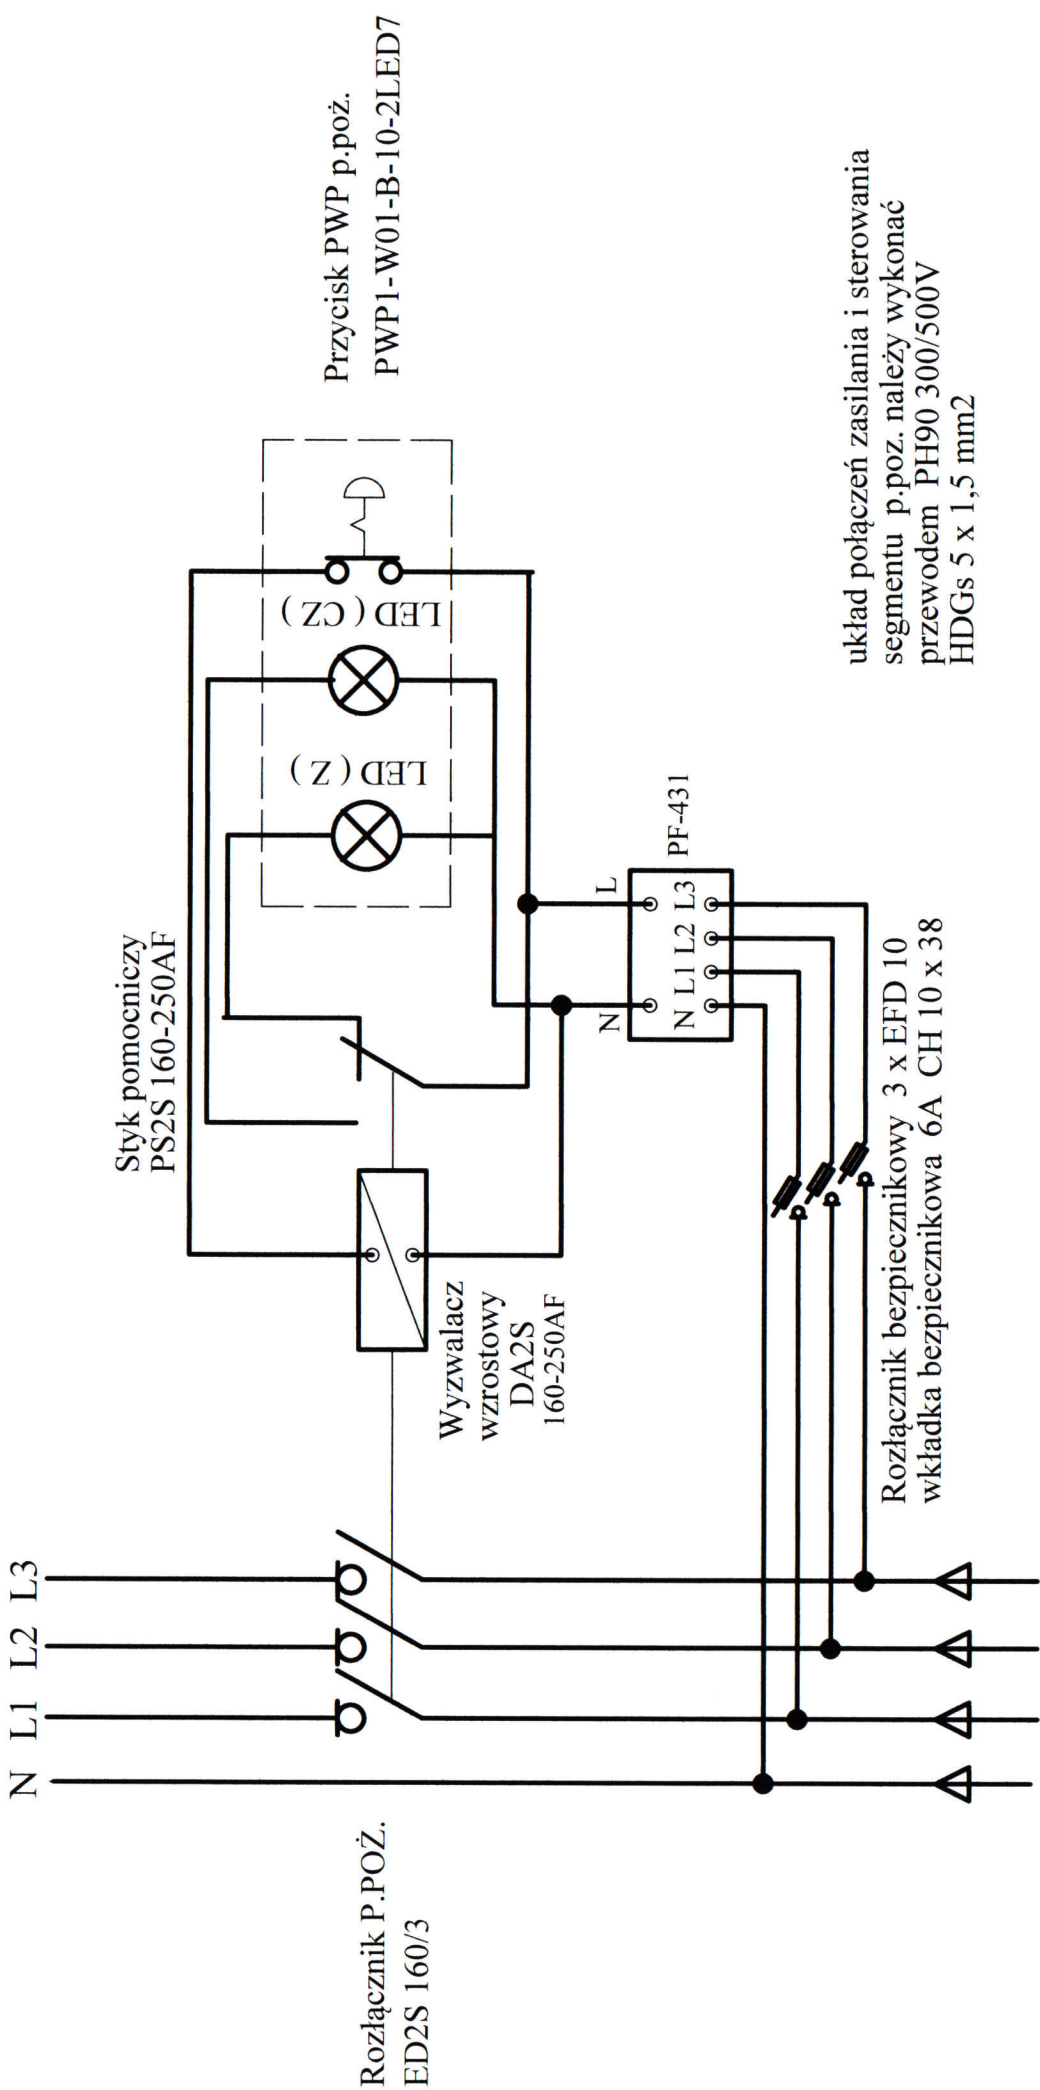 N L1 L2 L3
Rozłącznik P.POŻ.
ED2S 160/3
Styk pomocniczy
PS2S 160-250AF
Wyzwalacz
wzrostowy
DA2S
160-250AF
LED ( Z )
LED ( CZ )
Przycisk PWP p.poż.
PWP1-W01-B-10-2LED7
N L
N L1 L2 L3
PF-431
Rozłącznik bezpiecznikowy 3 x EFD 10
wkładka bezpiecznikowa 6A CH 10 x 38
układ połączeń zasilania i sterowania
segmentu p.poz. należy wykonać
przewodem PH90 300/500V
HDGs 5 x 1,5 mm2